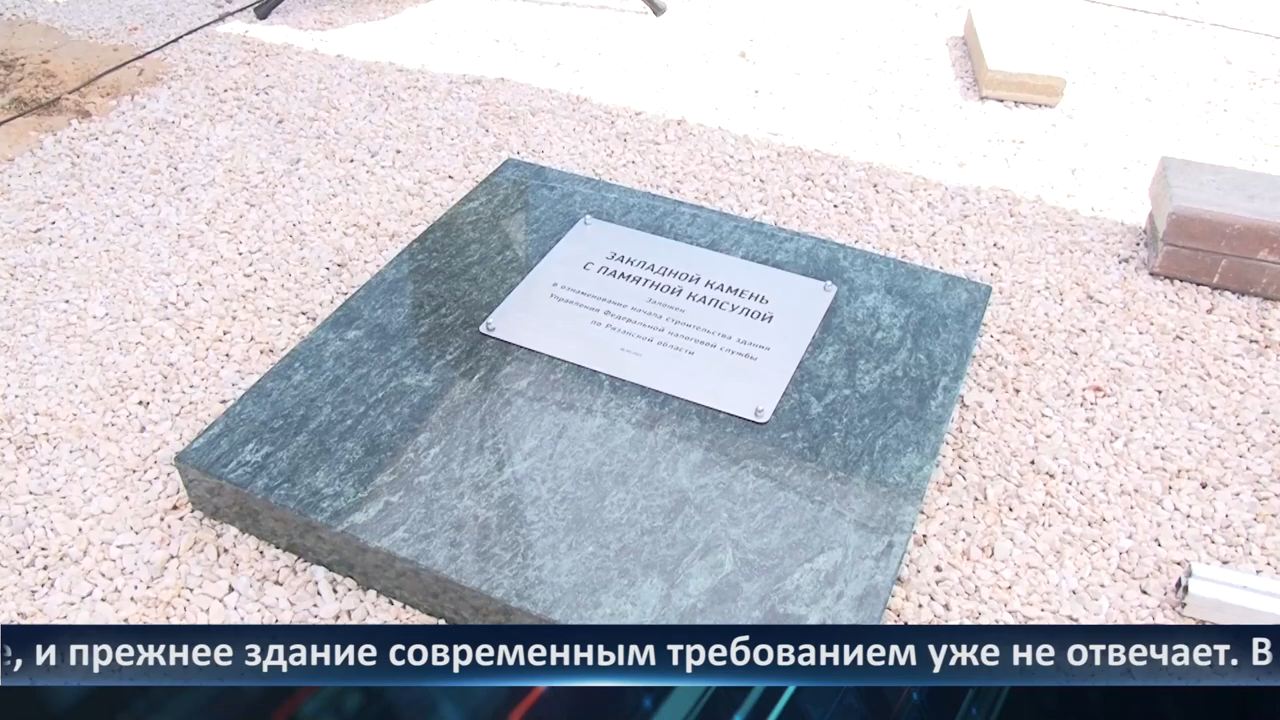 ЗАКЛАДНОЙ КАМЕНЬ
С ПАМЯТНОЙ КАПСУЛОЙ
Заложен
в ознаменование начала строительства здания
Управления Федеральной налоговой службы
по Рязанской области
, и прежнее здание современным требованием уже не отвечает. В